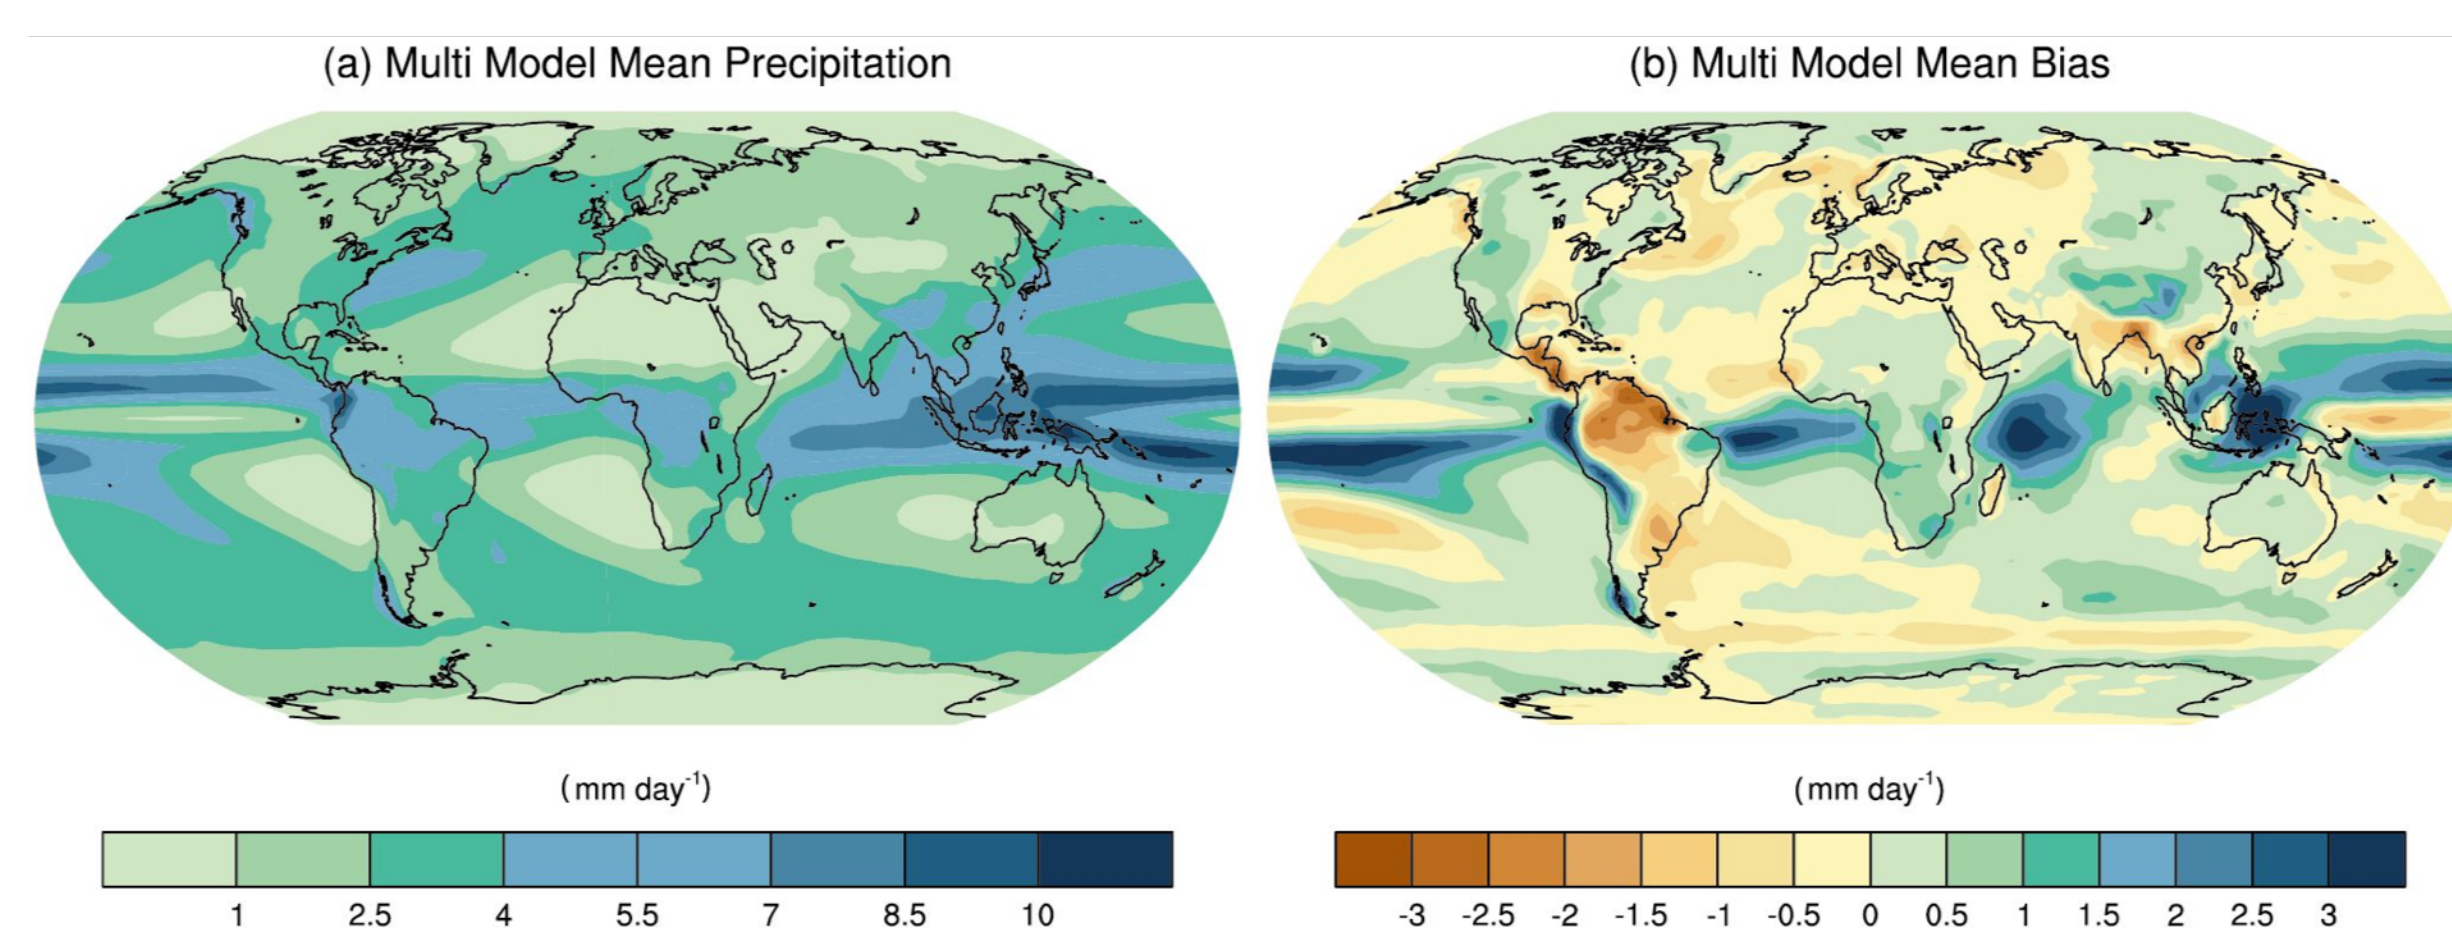 (a) Multi Model Mean Precipitation
(b) Multi Model Mean Bias
(mm day⁻¹)
(mm day⁻¹)
1 2.5 4 5.5 7 8.5 10
-3 -2.5 -2 -1.5 -1 -0.5 0 0.5 1 1.5 2 2.5 3